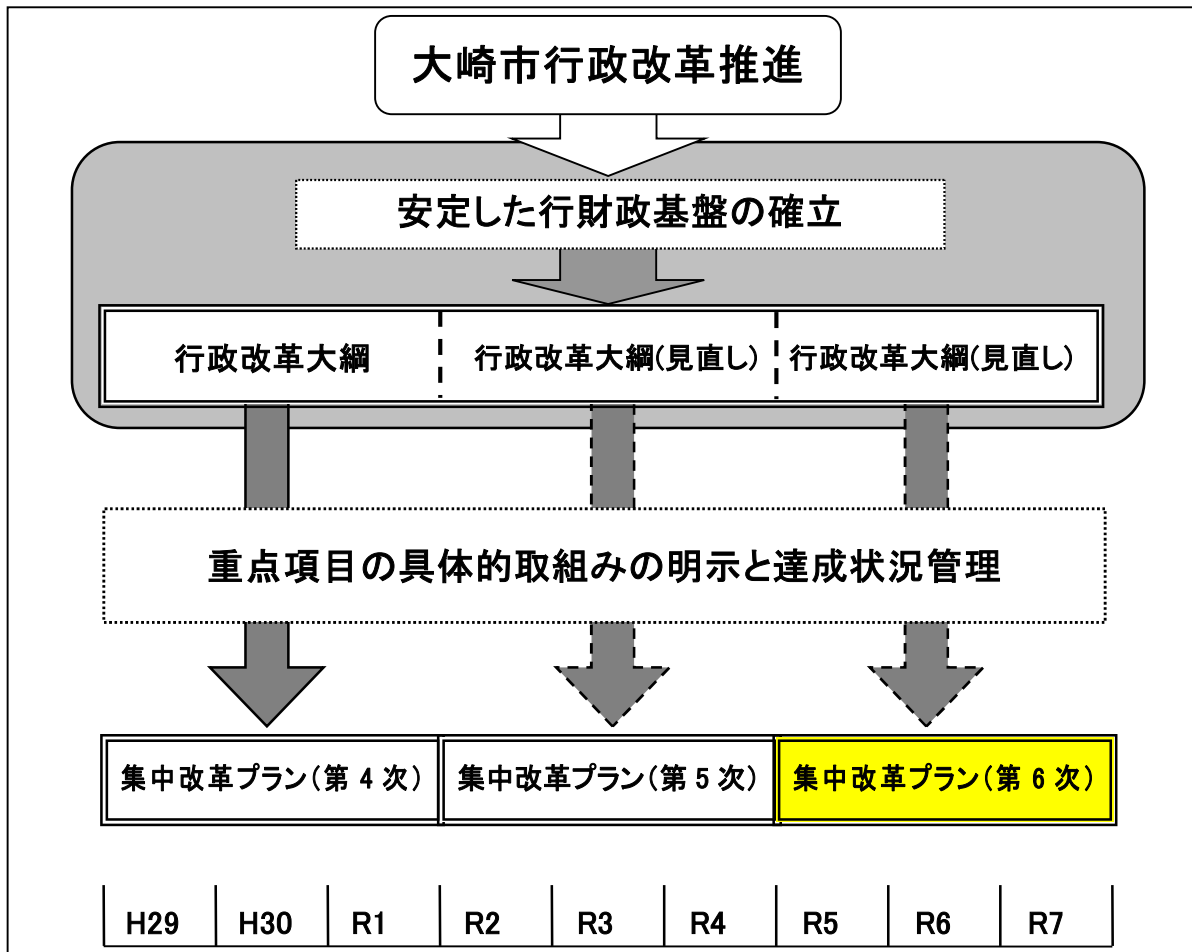 大崎市行政改革推進
安定した行財政基盤の確立
行政改革大綱
行政改革大綱(見直し)
行政改革大綱(見直し)
重点項目の具体的取組みの明示と達成状況管理
集中改革プラン(第4次)
集中改革プラン(第5次)
集中改革プラン(第6次)
H29 H30 R1 R2 R3 R4 R5 R6 R7